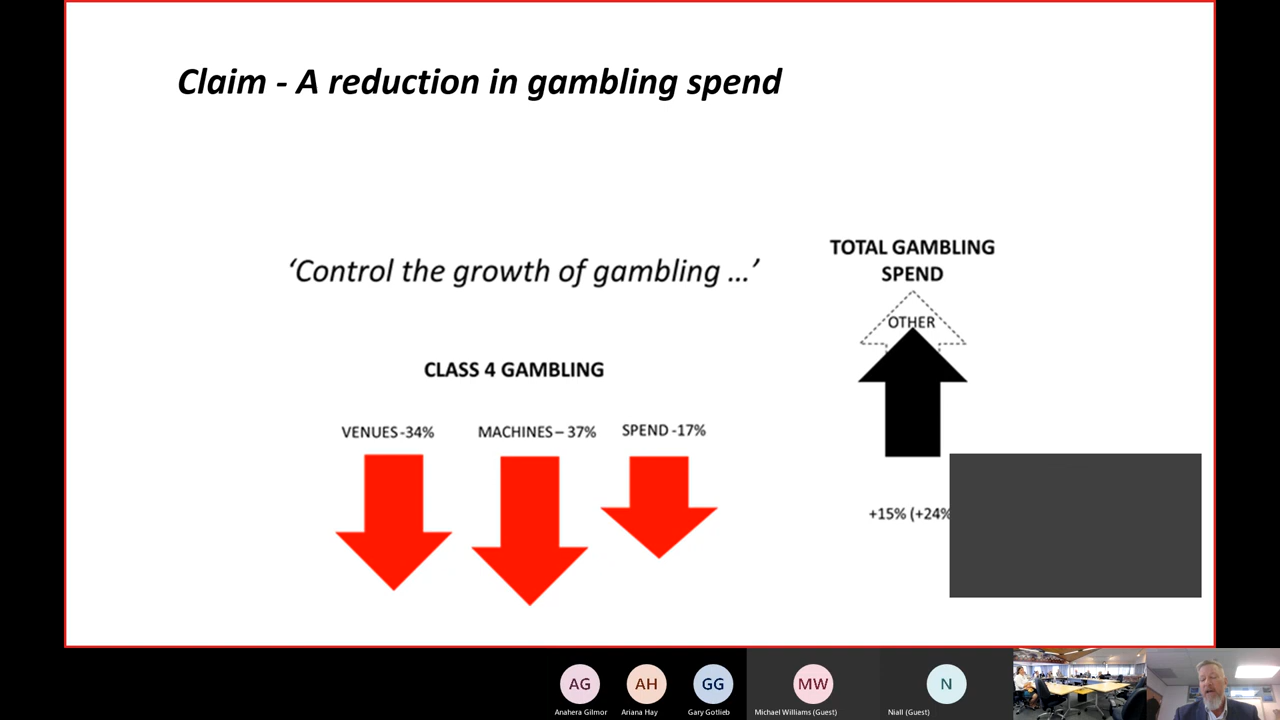 Claim - A reduction in gambling spend
‘Control the growth of gambling ...’
TOTAL GAMBLING
SPEND
OTHER
CLASS 4 GAMBLING
VENUES -34%
MACHINES – 37%
SPEND -17%
+15% (+24%
AG
AH
GG
MW
N
Anahera Gilmor
Ariana Hay
Gary Gotlieb
Michael Williams (Guest)
Niall (Guest)